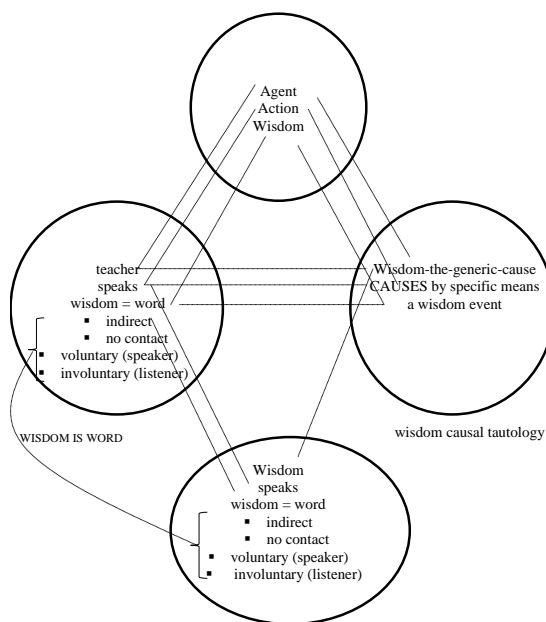 Agent
Action
Wisdom
teacher
speaks
wisdom = word
▪ indirect
▪ no contact
▪ voluntary (speaker)
▪ involuntary (listener)
Wisdom-the-generic-cause
CAUSES by specific means
a wisdom event
WISDOM IS WORD
wisdom causal tautology
Wisdom
speaks
wisdom = word
▪ indirect
▪ no contact
▪ voluntary (speaker)
▪ involuntary (listener)